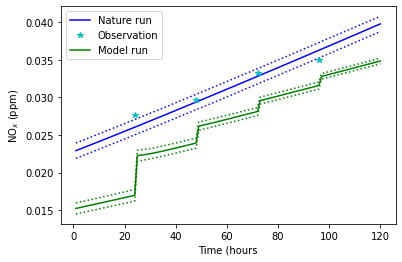 Nature run
Observation
Model run
0.040
0.035
0.030
0.025
0.020
0.015
NOx (ppm)
0
20
40
60
80
100
120
Time (hours